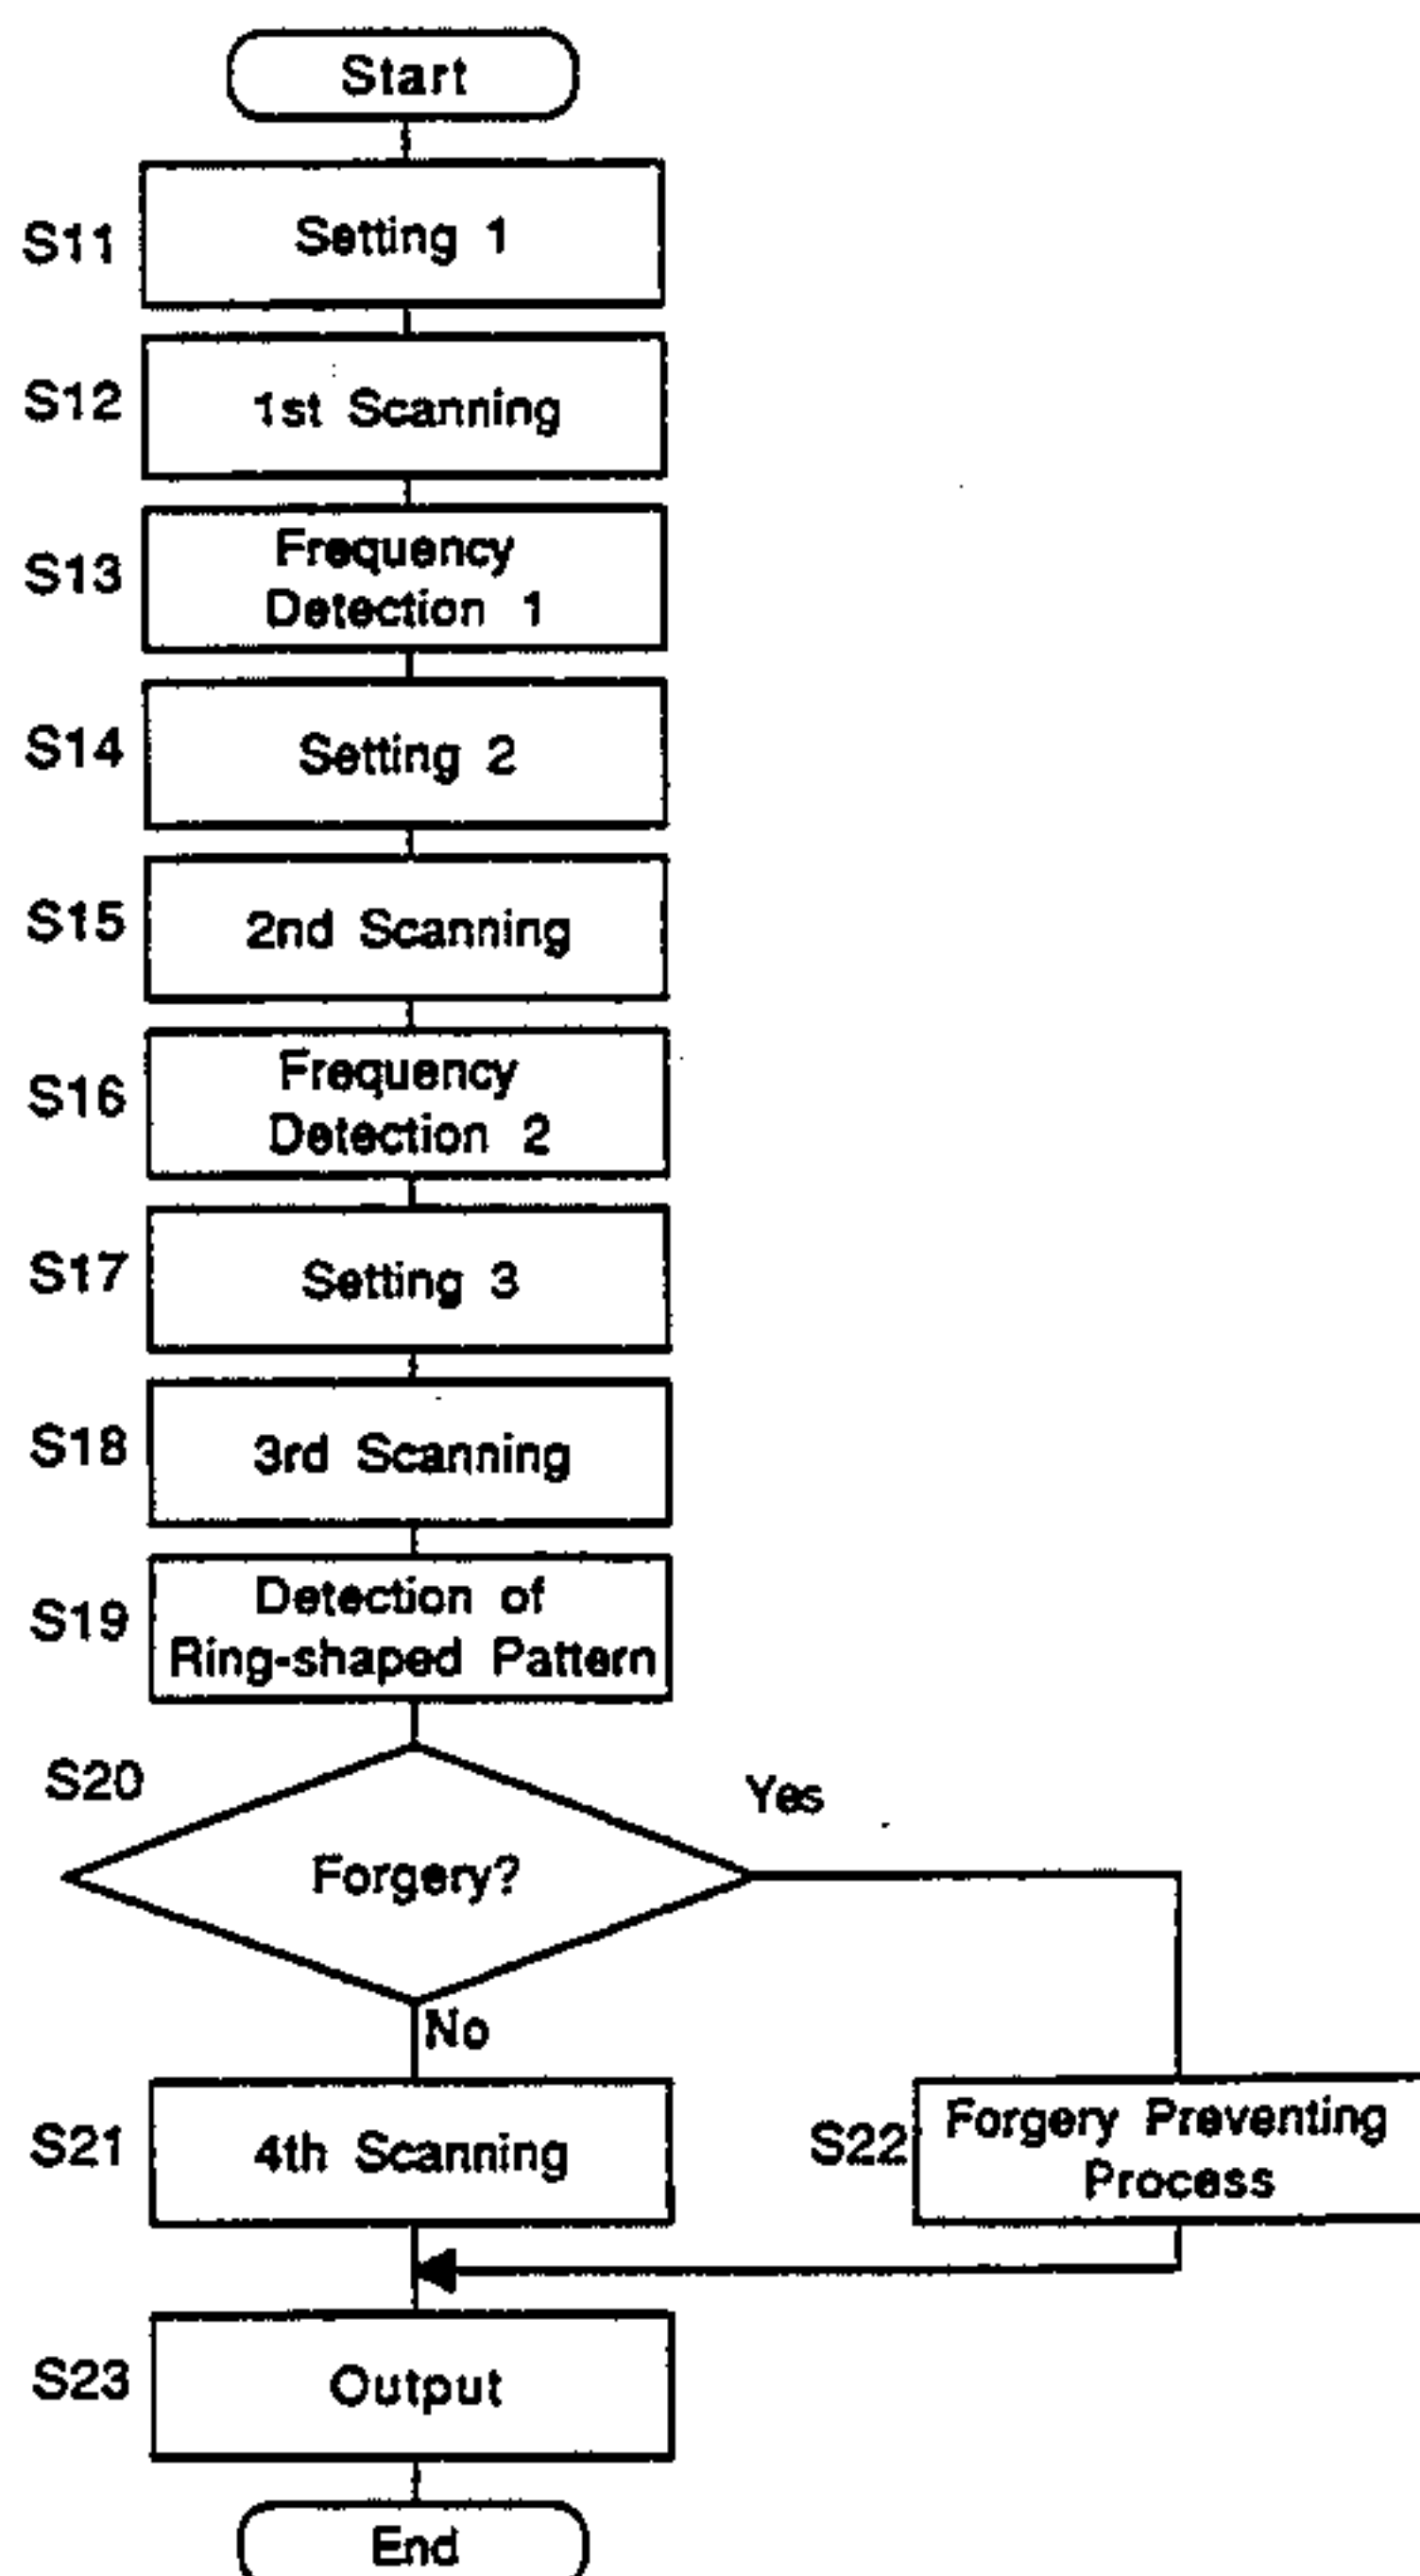 Start
S11
Setting 1
S12
1st Scanning
S13
Frequency
Detection 1
S14
Setting 2
S15
2nd Scanning
S16
Frequency
Detection 2
S17
Setting 3
S18
3rd Scanning
S19
Detection of
Ring-shaped Pattern
S20
Yes
Forgery?
No
S21
4th Scanning
S22
Forgery Preventing
Process
S23
Output
End